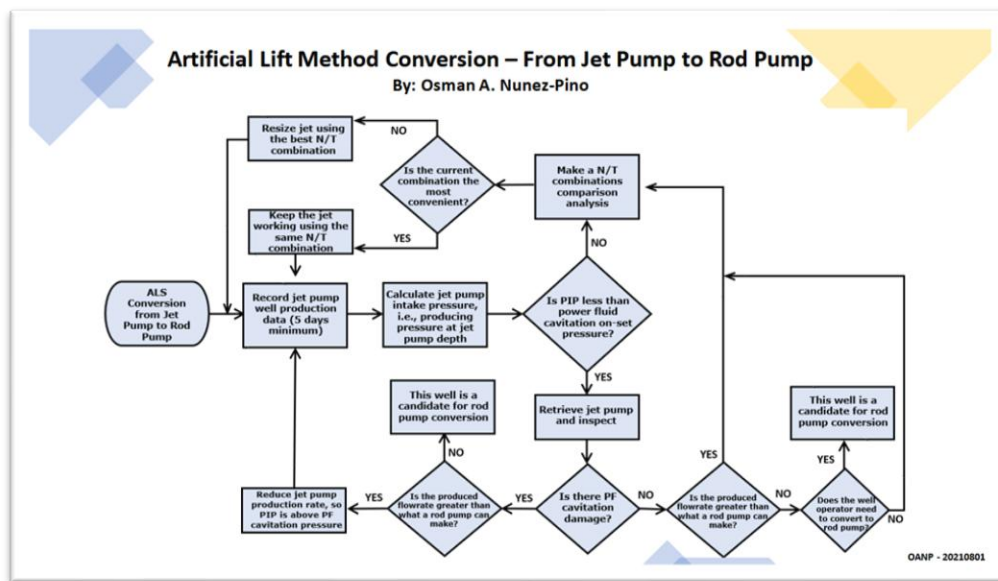 Artificial Lift Method Conversion – From Jet Pump to Rod Pump
By: Osman A. Nunez-Pino
Resize jet using
the best N/T
combination
NO
Is the current
combination the
most
convenient?
Make a N/T
combinations
comparison
analysis
Keep the jet
working using the
same N/T
combination
YES
NO
ALS
Conversion
from Jet
Pump to Rod
Pump
Record jet pump
well production
data (5 days
minimum)
Calculate jet pump
intake pressure,
i.e., producing
pressure at jet
pump depth
Is PIP less than
power fluid
cavitation on-set
pressure?
YES
This well is a
candidate for rod
pump conversion
Retrieve jet pump
and inspect
This well is a
candidate for rod
pump conversion
NO
YES
YES
Reduce jet pump
production rate, so
PIP is above PF
cavitation pressure
YES
Is the produced
flowrate greater than
what a rod pump can
make?
YES
Is there PF
cavitation
damage?
NO
Is the produced
flowrate greater than
what a rod pump can
make?
NO
Does the well
operator need
to convert to
rod pump?
NO
OANP - 20210801